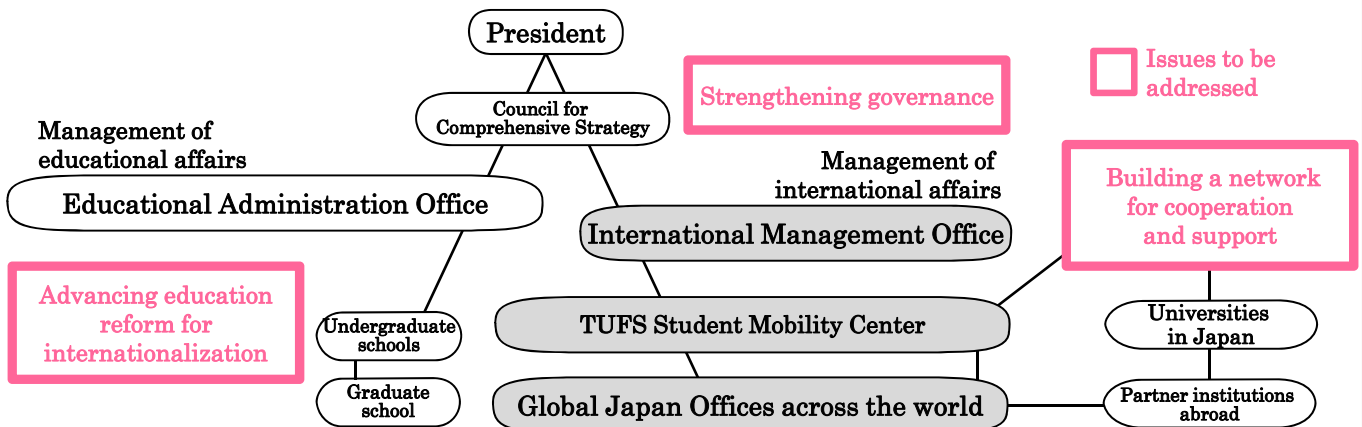 President
Council for
Comprehensive Strategy
Strengthening governance
Issues to be
addressed
Management of
educational affairs
Educational Administration Office
Management of
international affairs
International Management Office
Building a network
for cooperation
and support
Advancing education
reform for
internationalization
Undergraduate
schools
Graduate
school
TUFS Student Mobility Center
Global Japan Offices across the world
Universities
in Japan
Partner institutions
abroad